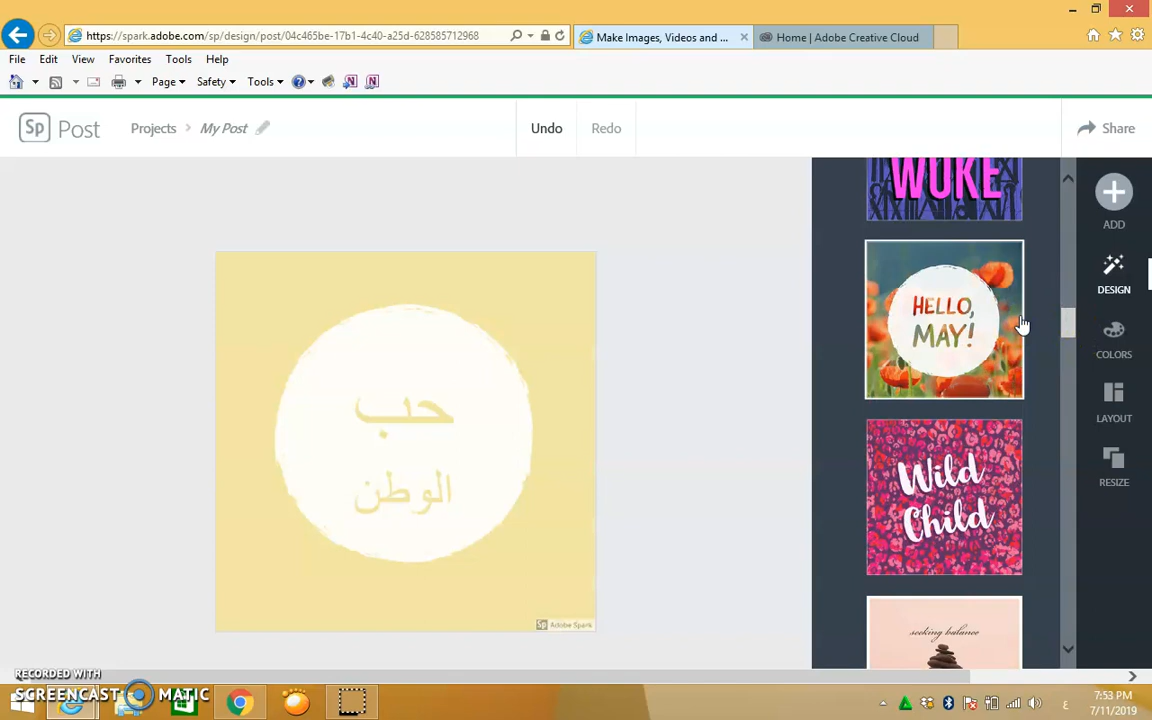 https://spark.adobe.com/sp/design/post/04c465be-17b1-4c40-a25d-628585712968
Make Images, Videos and ...
Home | Adobe Creative Cloud
File Edit View Favorites Tools Help
Page Safety Tools
Sp Post
Projects > My Post
Undo
Redo
Share
WOKE
HELLO,
MAY!
Wild
Child
seeking balance
حب
الوطن
Sp Adobe Spark
ADD
DESIGN
COLORS
LAYOUT
RESIZE
RECORDED WITH
SCREENCAST MATIC
ع
7:53 PM
7/11/2019